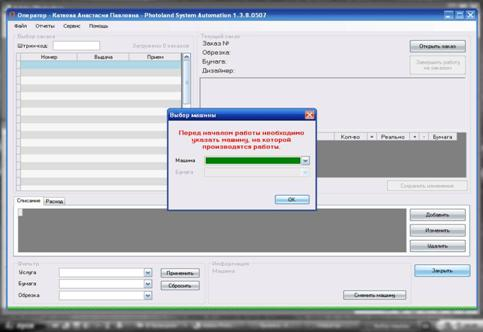 Оператор - Каткова Анастасия Павловна - Photoland System Automation 1.3.8.0507
Файл Отчеты Сервис Помощь
Выбор заказа
Текущий заказ
Штрих-код:
Загружено 0 заказов
Заказ №
Открыть заказ
Обрезка:
Номер Выдача Прием
Бумага:
Завершить работу на заказом
Дизайнер:
Выбор машины
Перед началом работы необходимо
указать машину, на которой
производятся работы.
Машина
Бумага
OK
Кол-во + Реально + - Бумага
Сохранить изменения
Списание Расход
Добавить
Изменить
Удалить
Фильтр
Информация
Услуга
Применить
Машина
Закрыть
Бумага
Сбросить
Обрезка
Сменить машину